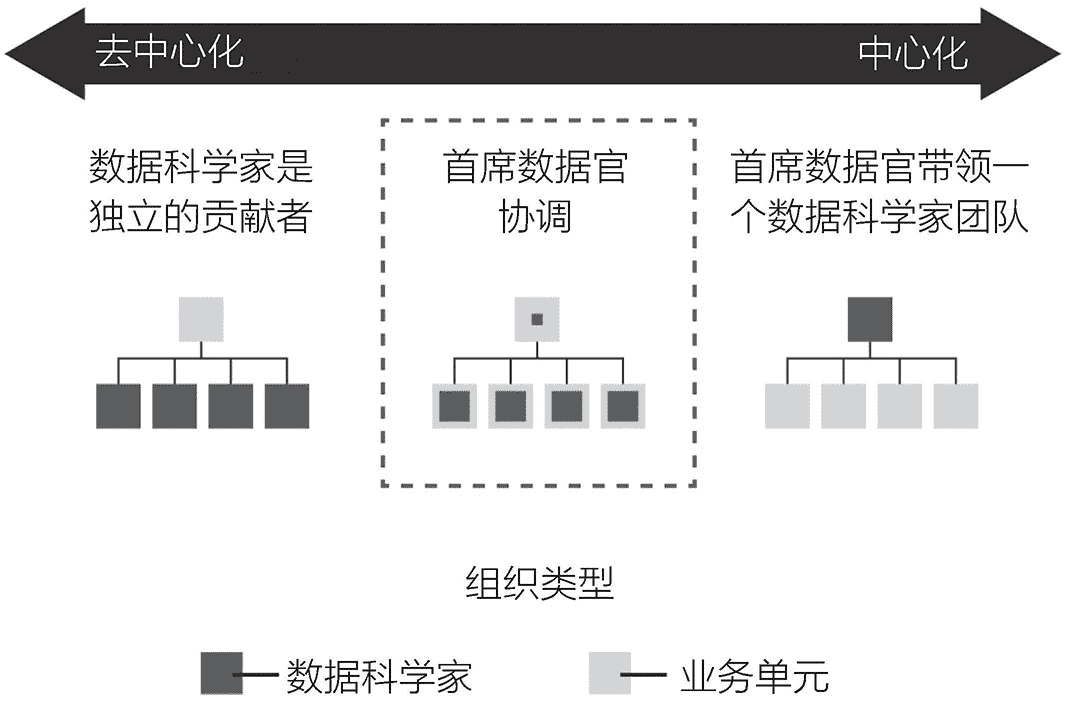 去中心化
中心化
数据科学家是
独立的贡献者
首席数据官
协调
首席数据官带领一
个数据科学家团队
组织类型
数据科学家
业务单元